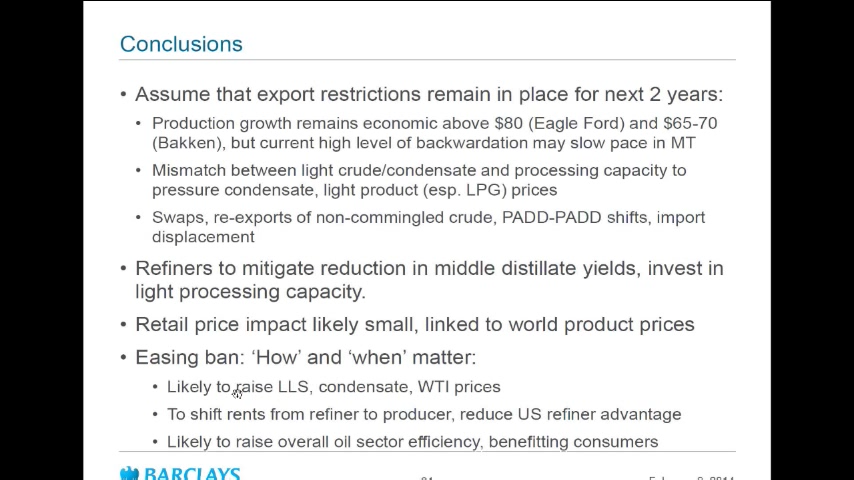 Conclusions
• Assume that export restrictions remain in place for next 2 years:
• Production growth remains economic above $80 (Eagle Ford) and $65-70
(Bakken), but current high level of backwardation may slow pace in MT
• Mismatch between light crude/condensate and processing capacity to
pressure condensate, light product (esp. LPG) prices
• Swaps, re-exports of non-commingled crude, PADD-PADD shifts, import
displacement
• Refiners to mitigate reduction in middle distillate yields, invest in
light processing capacity.
• Retail price impact likely small, linked to world product prices
• Easing ban: ‘How’ and ‘when’ matter:
• Likely to raise LLS, condensate, WTI prices
• To shift rents from refiner to producer, reduce US refiner advantage
• Likely to raise overall oil sector efficiency, benefitting consumers
BARCLAYS